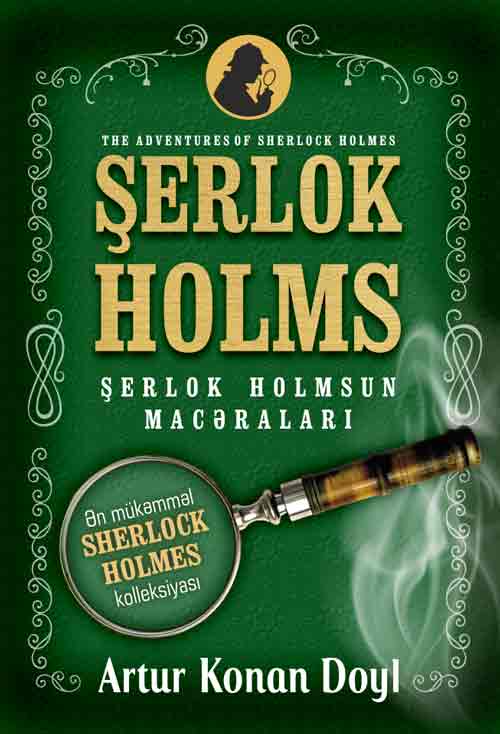 THE ADVENTURES OF SHERLOCK HOLMES
ŞERLOK
HOLMS
ŞERLOK HOLMSUN
MACƏRALARI
Ən mükəmməl
SHERLOCK
HOLMES
kolleksiyası
Artur Konan Doyl